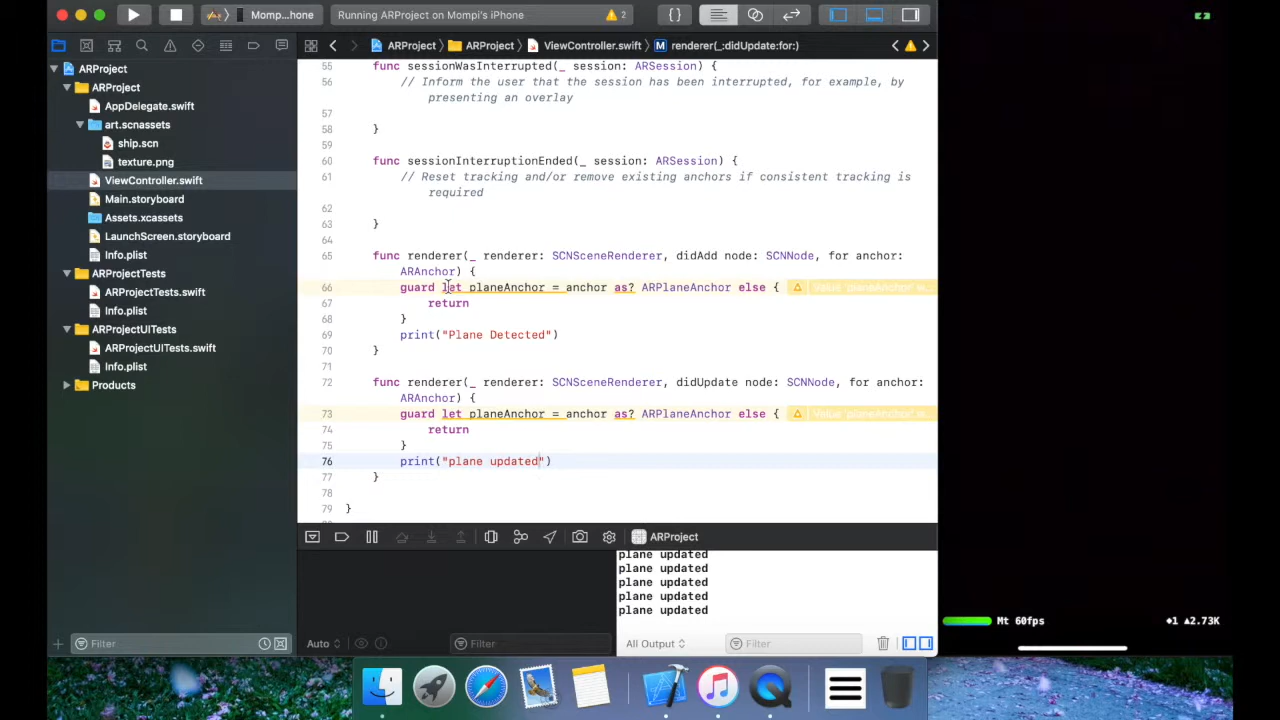 Momp...hone
Running ARProject on Mompi's iPhone
2
ARProject
ARProject
ViewController.swift
M
renderer(_:didUpdate:for:)
ARProject
ARProject
AppDelegate.swift
art.scnassets
ship.scn
texture.png
ViewController.swift
Main.storyboard
Assets.xcassets
LaunchScreen.storyboard
Info.plist
ARProjectTests
ARProjectTests.swift
Info.plist
ARProjectUITests
ARProjectUITests.swift
Info.plist
Products
Filter
55 func sessionWasInterrupted(_ session: ARSession) {
56 // Inform the user that the session has been interrupted, for example, by
presenting an overlay
57
58 }
59
60 func sessionInterruptionEnded(_ session: ARSession) {
61 // Reset tracking and/or remove existing anchors if consistent tracking is
required
62
63 }
64
65 func renderer(_ renderer: SCNSceneRenderer, didAdd node: SCNNode, for anchor:
ARAnchor) {
66 guard let planeAnchor = anchor as? ARPlaneAnchor else { Value 'planeAnchor' w...
67 return
68 }
69 print("Plane Detected")
70 }
71
72 func renderer(_ renderer: SCNSceneRenderer, didUpdate node: SCNNode, for anchor:
ARAnchor) {
73 guard let planeAnchor = anchor as? ARPlaneAnchor else { Value 'planeAnchor' w...
74 return
75 }
76 print("plane updated")
77 }
78
79 }
ARProject
plane updated
plane updated
plane updated
plane updated
plane updated
Auto
Filter
All Output
Filter
Mt 60fps
♦1 ▲2.73K